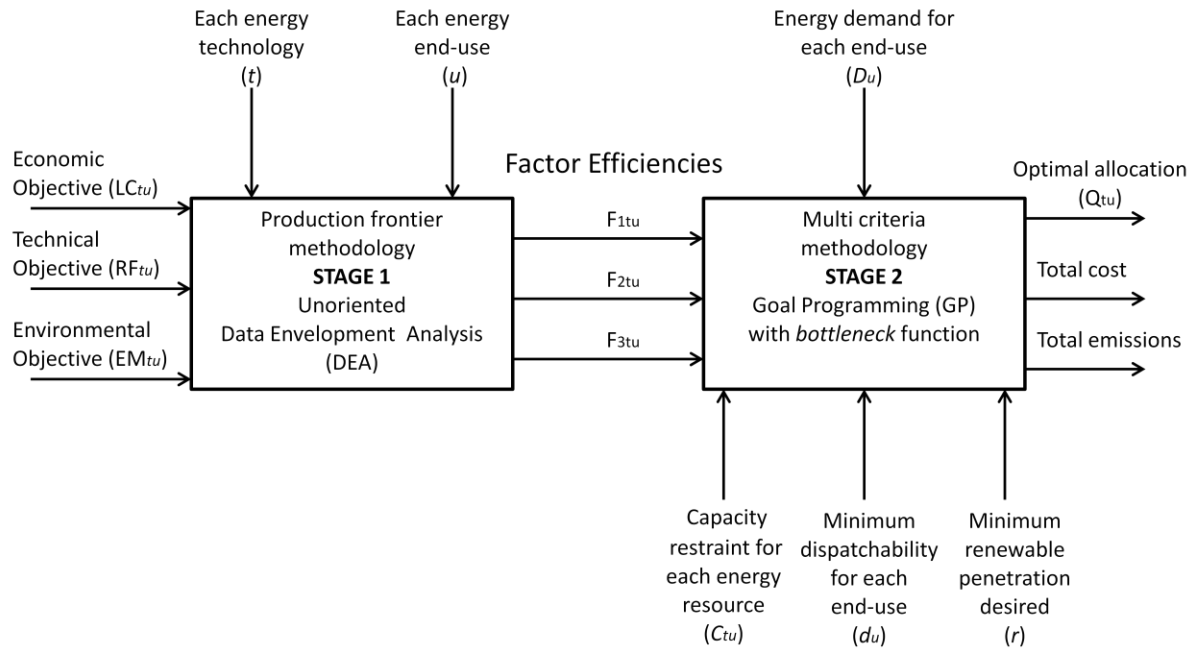 Each energy
technology
(t)
Each energy
end-use
(u)
Energy demand for
each end-use
(Du)
Factor Efficiencies
Economic
Objective (LCtu)
Technical
Objective (RFtu)
Environmental
Objective (EMtu)
Production frontier
methodology
STAGE 1
Unoriented
Data Envelopment Analysis
(DEA)
F1tu
F2tu
F3tu
Multi criteria
methodology
STAGE 2
Goal Programming (GP)
with bottleneck function
Optimal allocation
(Qtu)
Total cost
Total emissions
Capacity
restraint for
each energy
resource
(Ctu)
Minimum
dispatchability
for each
end-use
(du)
Minimum
renewable
penetration
desired
(r)